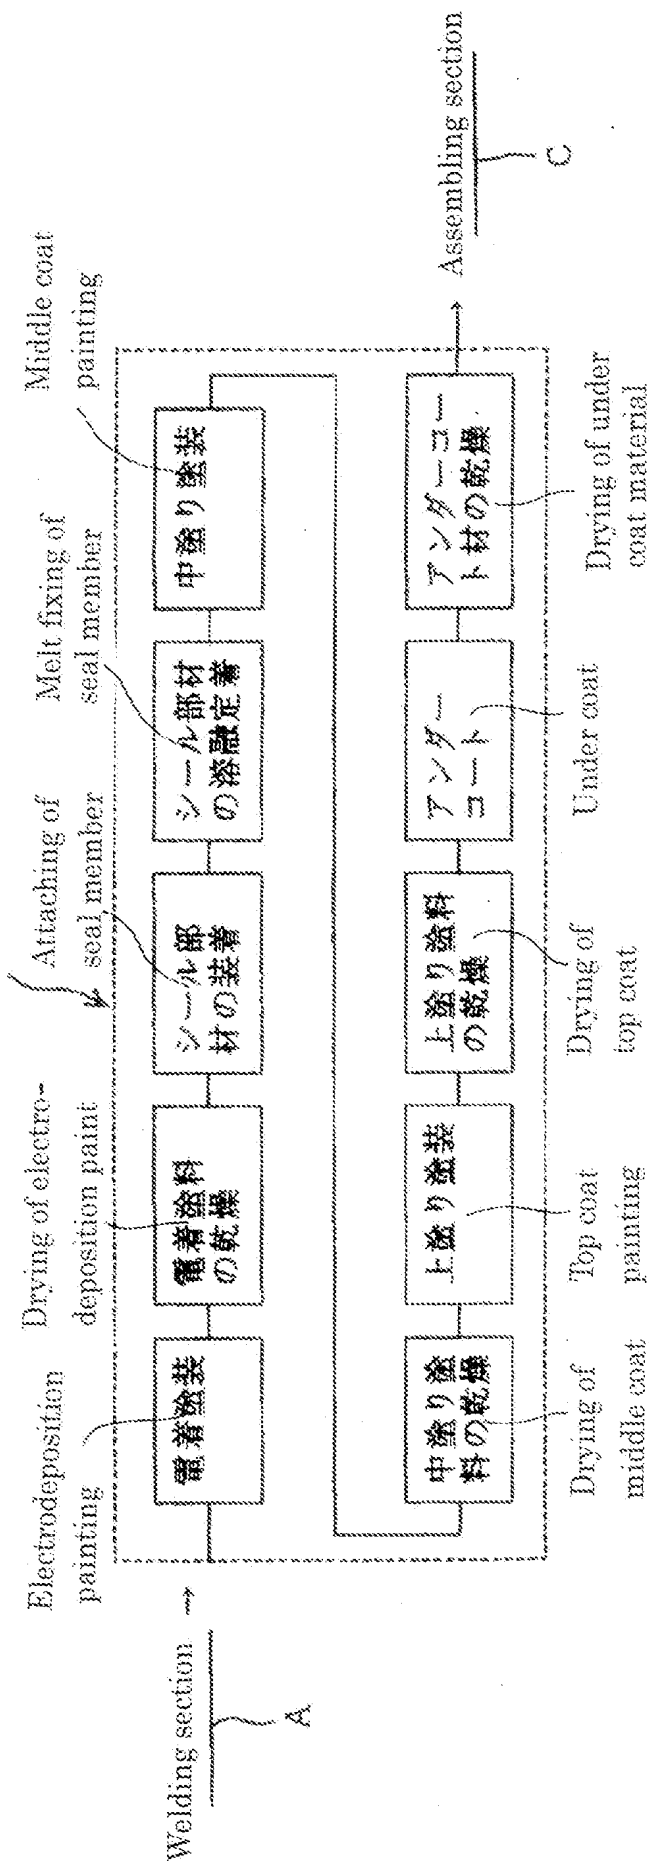 Welding section →
A
Electrodeposition
painting
電着塗装
Drying of electro-
deposition paint
電着塗料
の乾燥
Attaching of
seal member
シール部
材の装着
Melt fixing of
seal member
シール部材
の溶融定着
Middle coat
painting
中塗り塗装
中塗り塗
料の乾燥
Drying of
middle coat
上塗り塗装
Top coat
painting
上塗り塗料
の乾燥
Drying of
top coat
アンダー
コート
Under coat
アンダーコー
ト材の乾燥
Drying of under
coat material
→ Assembling section
C